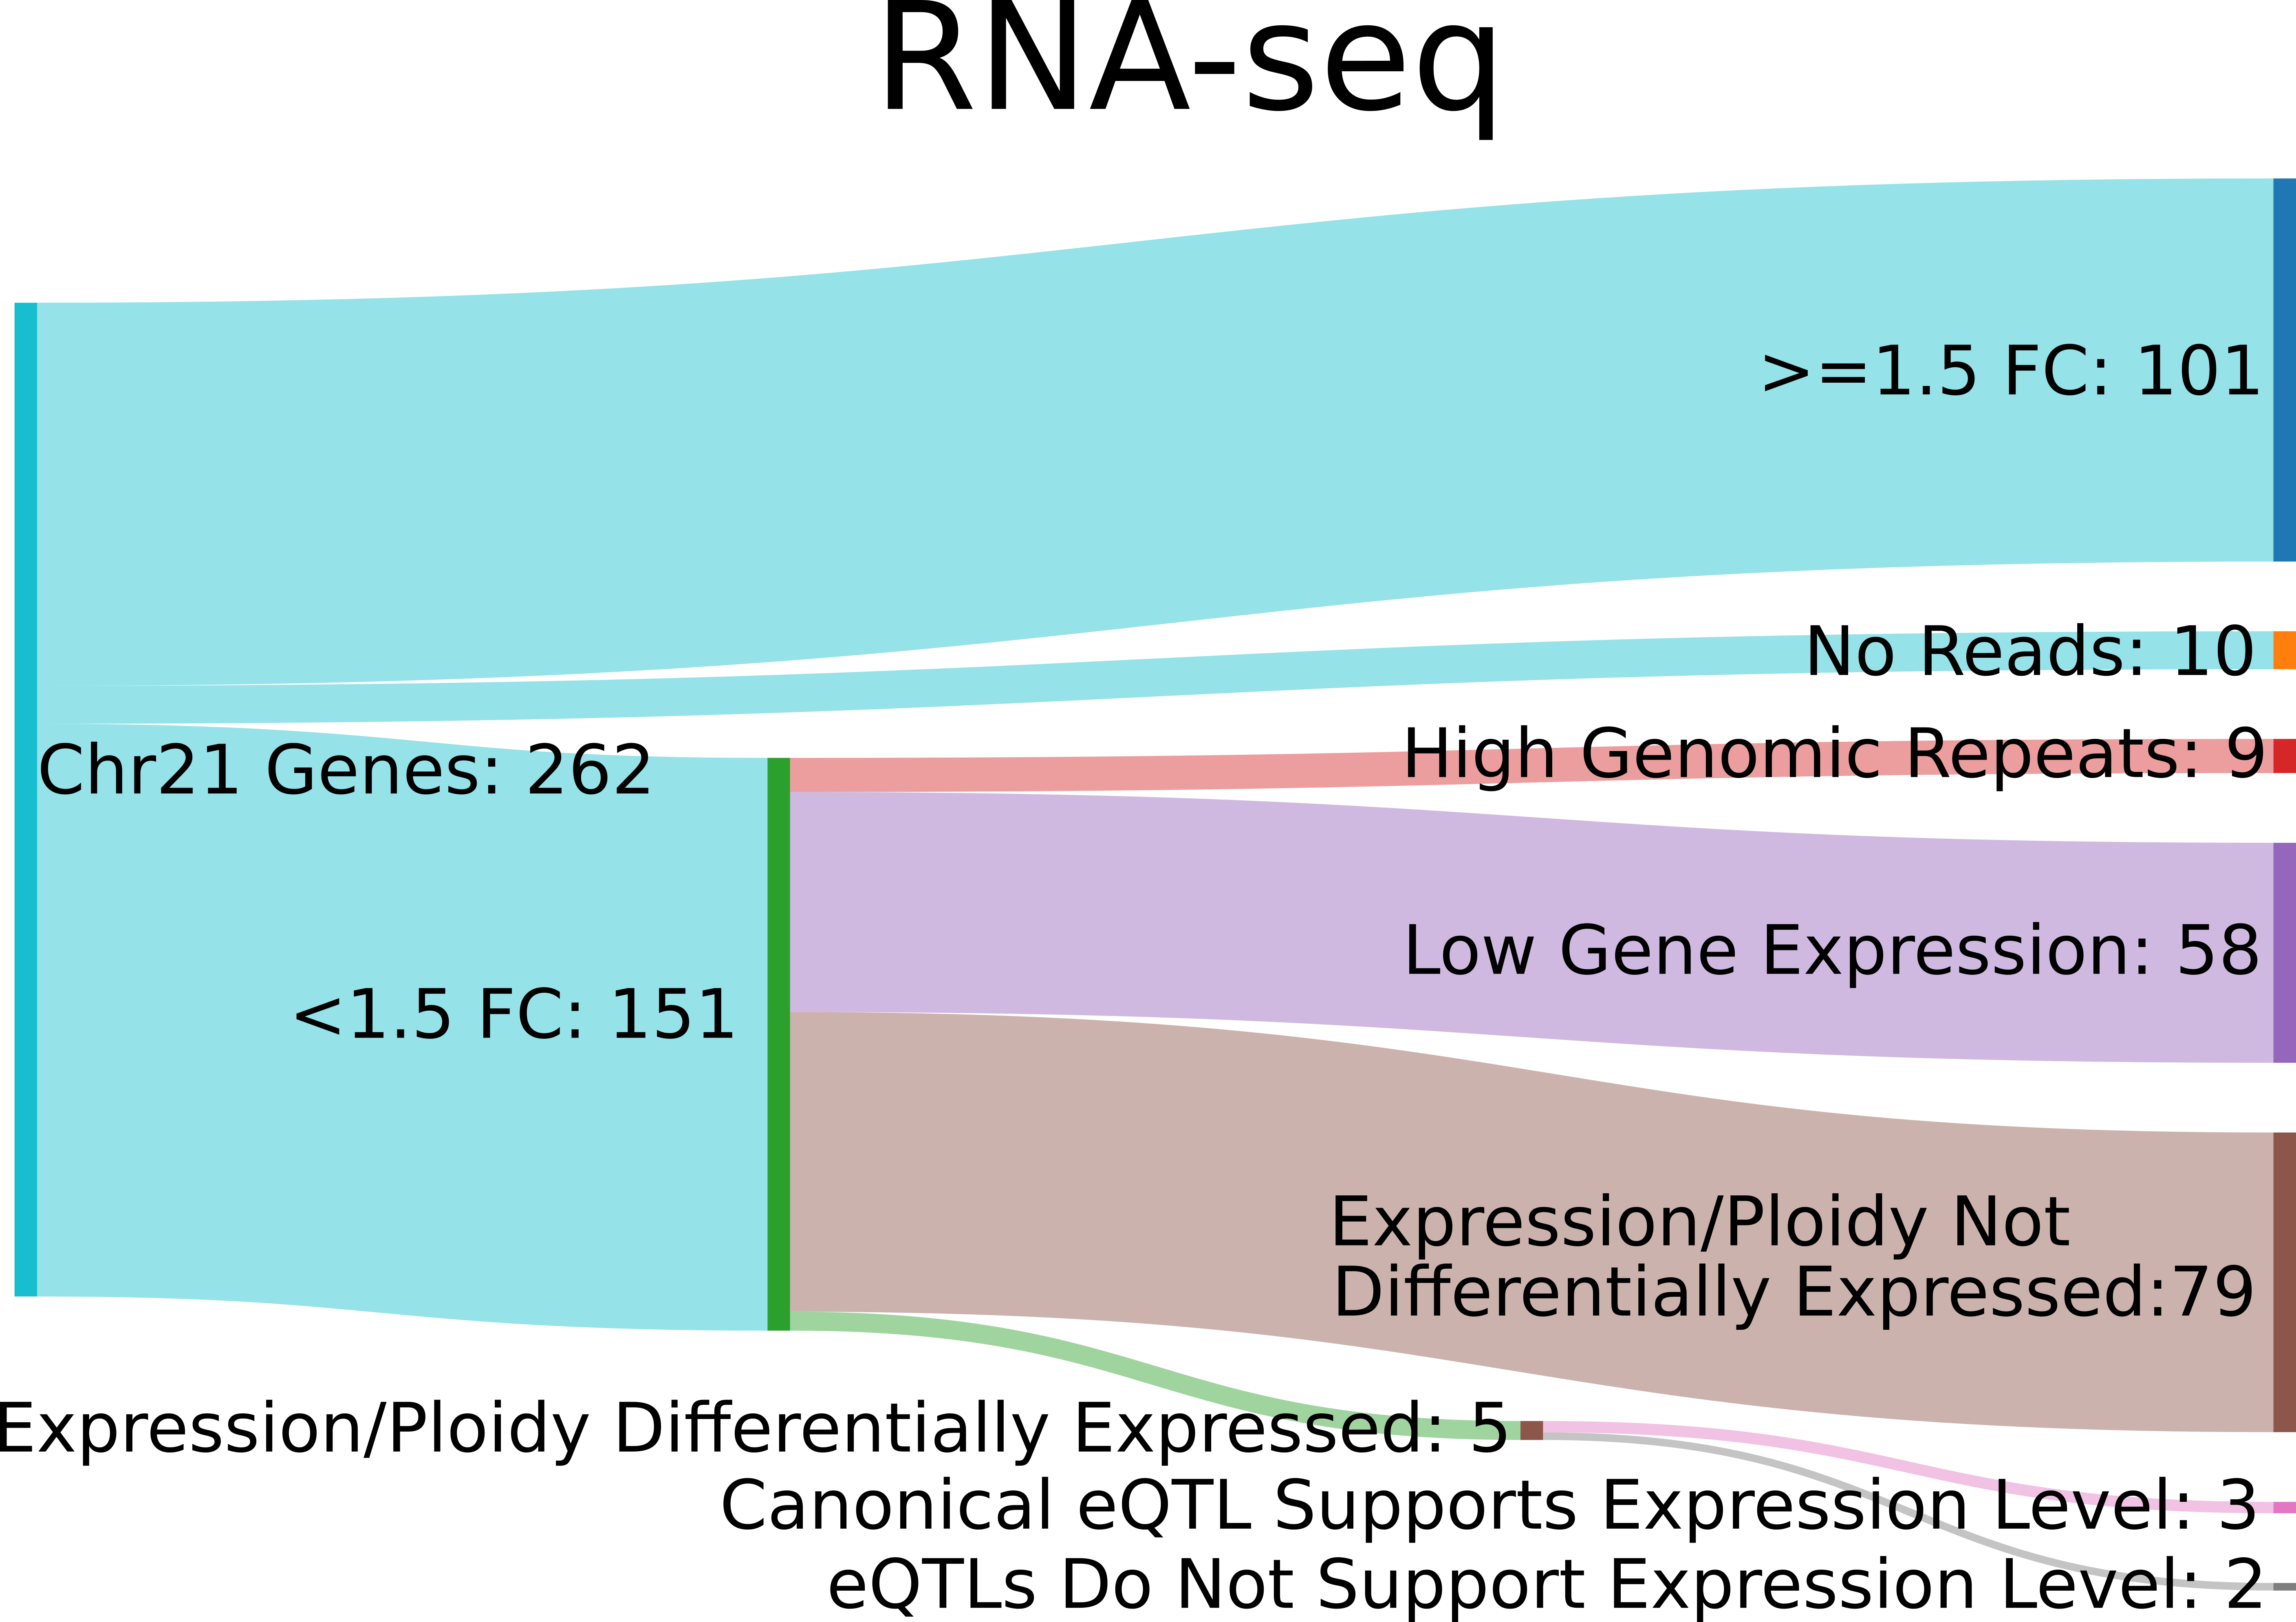 RNA-seq
>=1.5 FC: 101
No Reads: 10
High Genomic Repeats: 9
Chr21 Genes: 262
Low Gene Expression: 58
<1.5 FC: 151
Expression/Ploidy Not
Differentially Expressed:79
Expression/Ploidy Differentially Expressed: 5
Canonical eQTL Supports Expression Level: 3
eQTLs Do Not Support Expression Level: 2